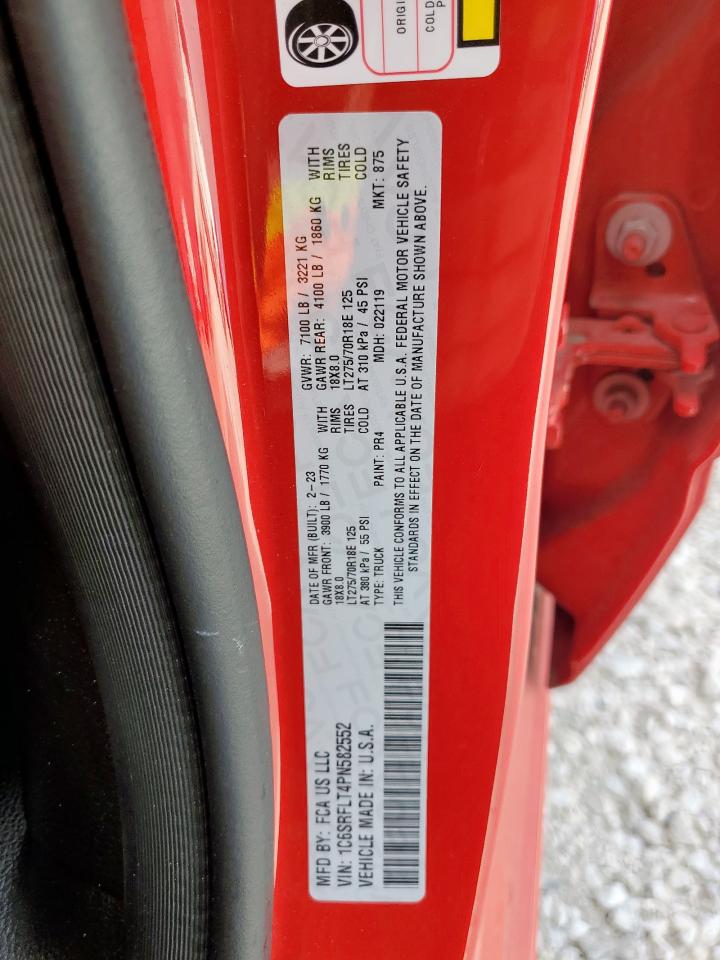 ORIGI
COLD
P
MFD BY: FCA US LLC
VIN: 1C6SRFLT4PN582552
VEHICLE MADE IN: U.S.A.
DATE OF MFR (BUILT): 2-23 GVWR: 7100 LB / 3221 KG
GAWR FRONT: 3900 LB / 1770 KG WITH GAWR REAR: 4100 LB / 1860 KG WITH
18X8.0 RIMS 18X8.0 RIMS
LT275/70R18E 125 TIRES LT275/70R18E 125 TIRES
AT 380 kPa / 55 PSI COLD AT 310 kPa / 45 PSI COLD
TYPE: TRUCK PAINT: PR4 MDH: 022119 MKT: 875
THIS VEHICLE CONFORMS TO ALL APPLICABLE U.S.A. FEDERAL MOTOR VEHICLE SAFETY
STANDARDS IN EFFECT ON THE DATE OF MANUFACTURE SHOWN ABOVE.